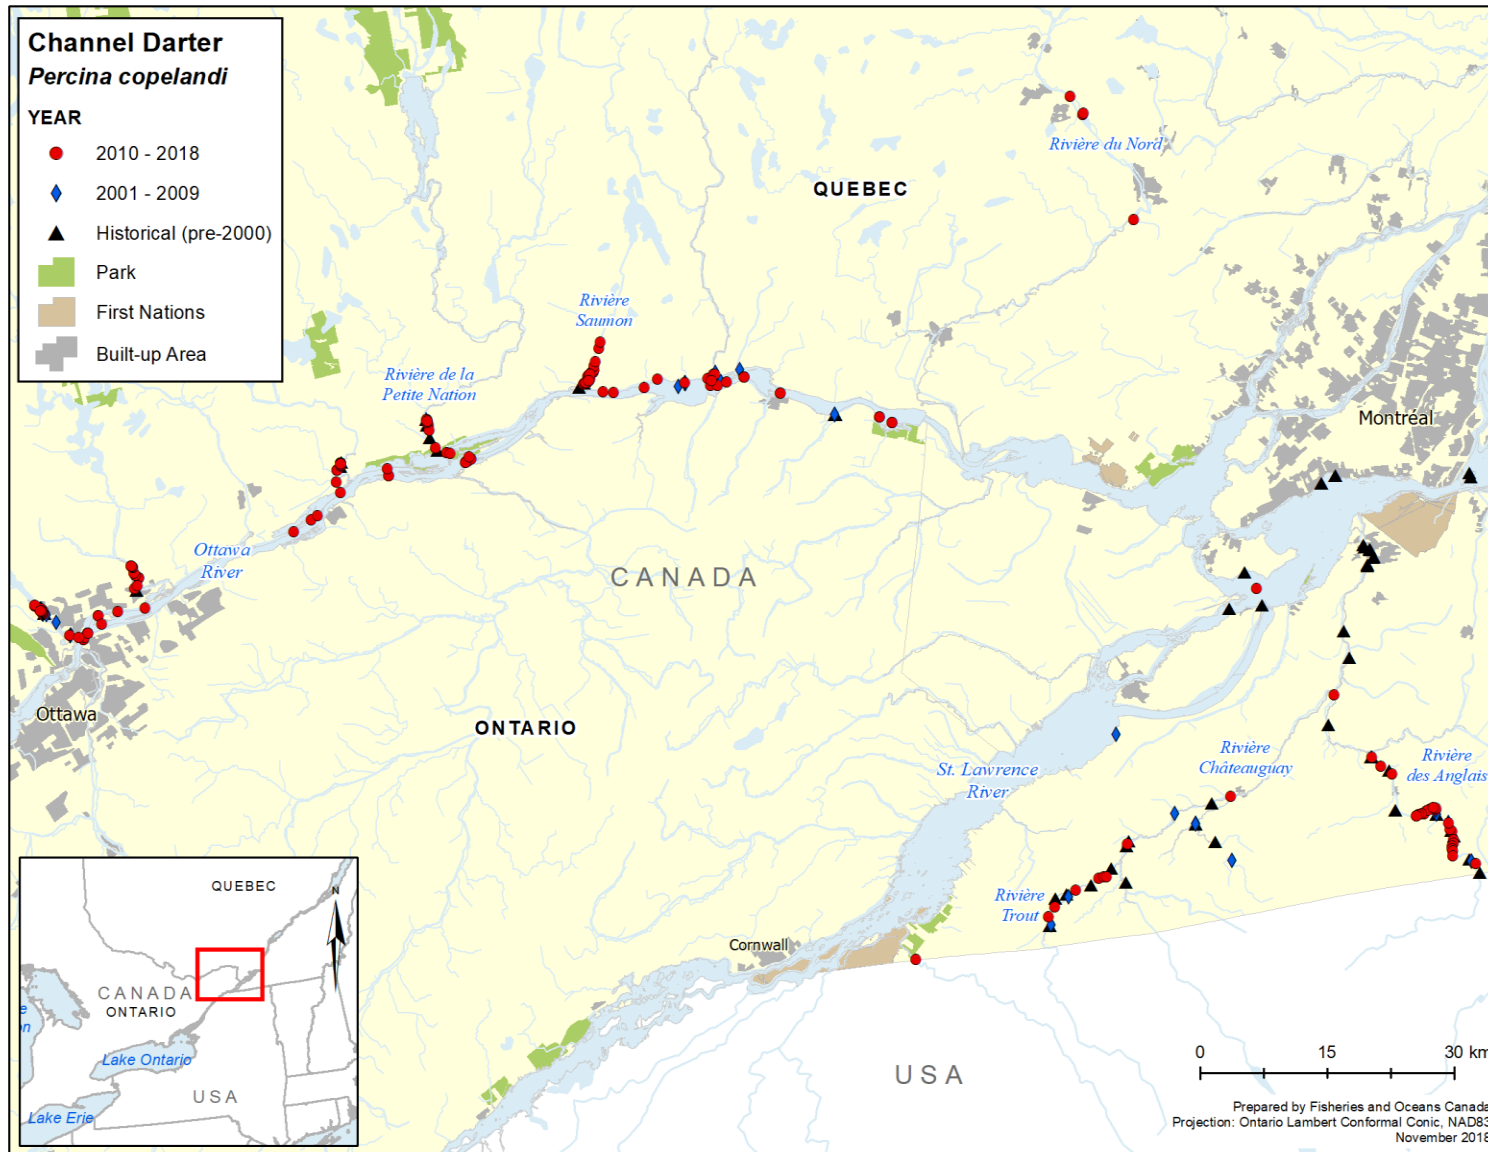 Channel Darter
Percina copelandi
YEAR
2010 - 2018
2001 - 2009
Historical (pre-2000)
Park
First Nations
Built-up Area
Rivière du Nord
QUEBEC
Rivière
Saumon
Rivière de la
Petite Nation
Montréal
Ottawa
River
CANADA
Ottawa
ONTARIO
St. Lawrence
River
Rivière
Châteauguay
Rivière
des Anglais
Rivière
Trout
Cornwall
USA
QUEBEC
N
CANADA
ONTARIO
Lake Ontario
USA
Lake Erie
0 15 30 km
Prepared by Fisheries and Oceans Canada
Projection: Ontario Lambert Conformal Conic, NAD83
November 2018